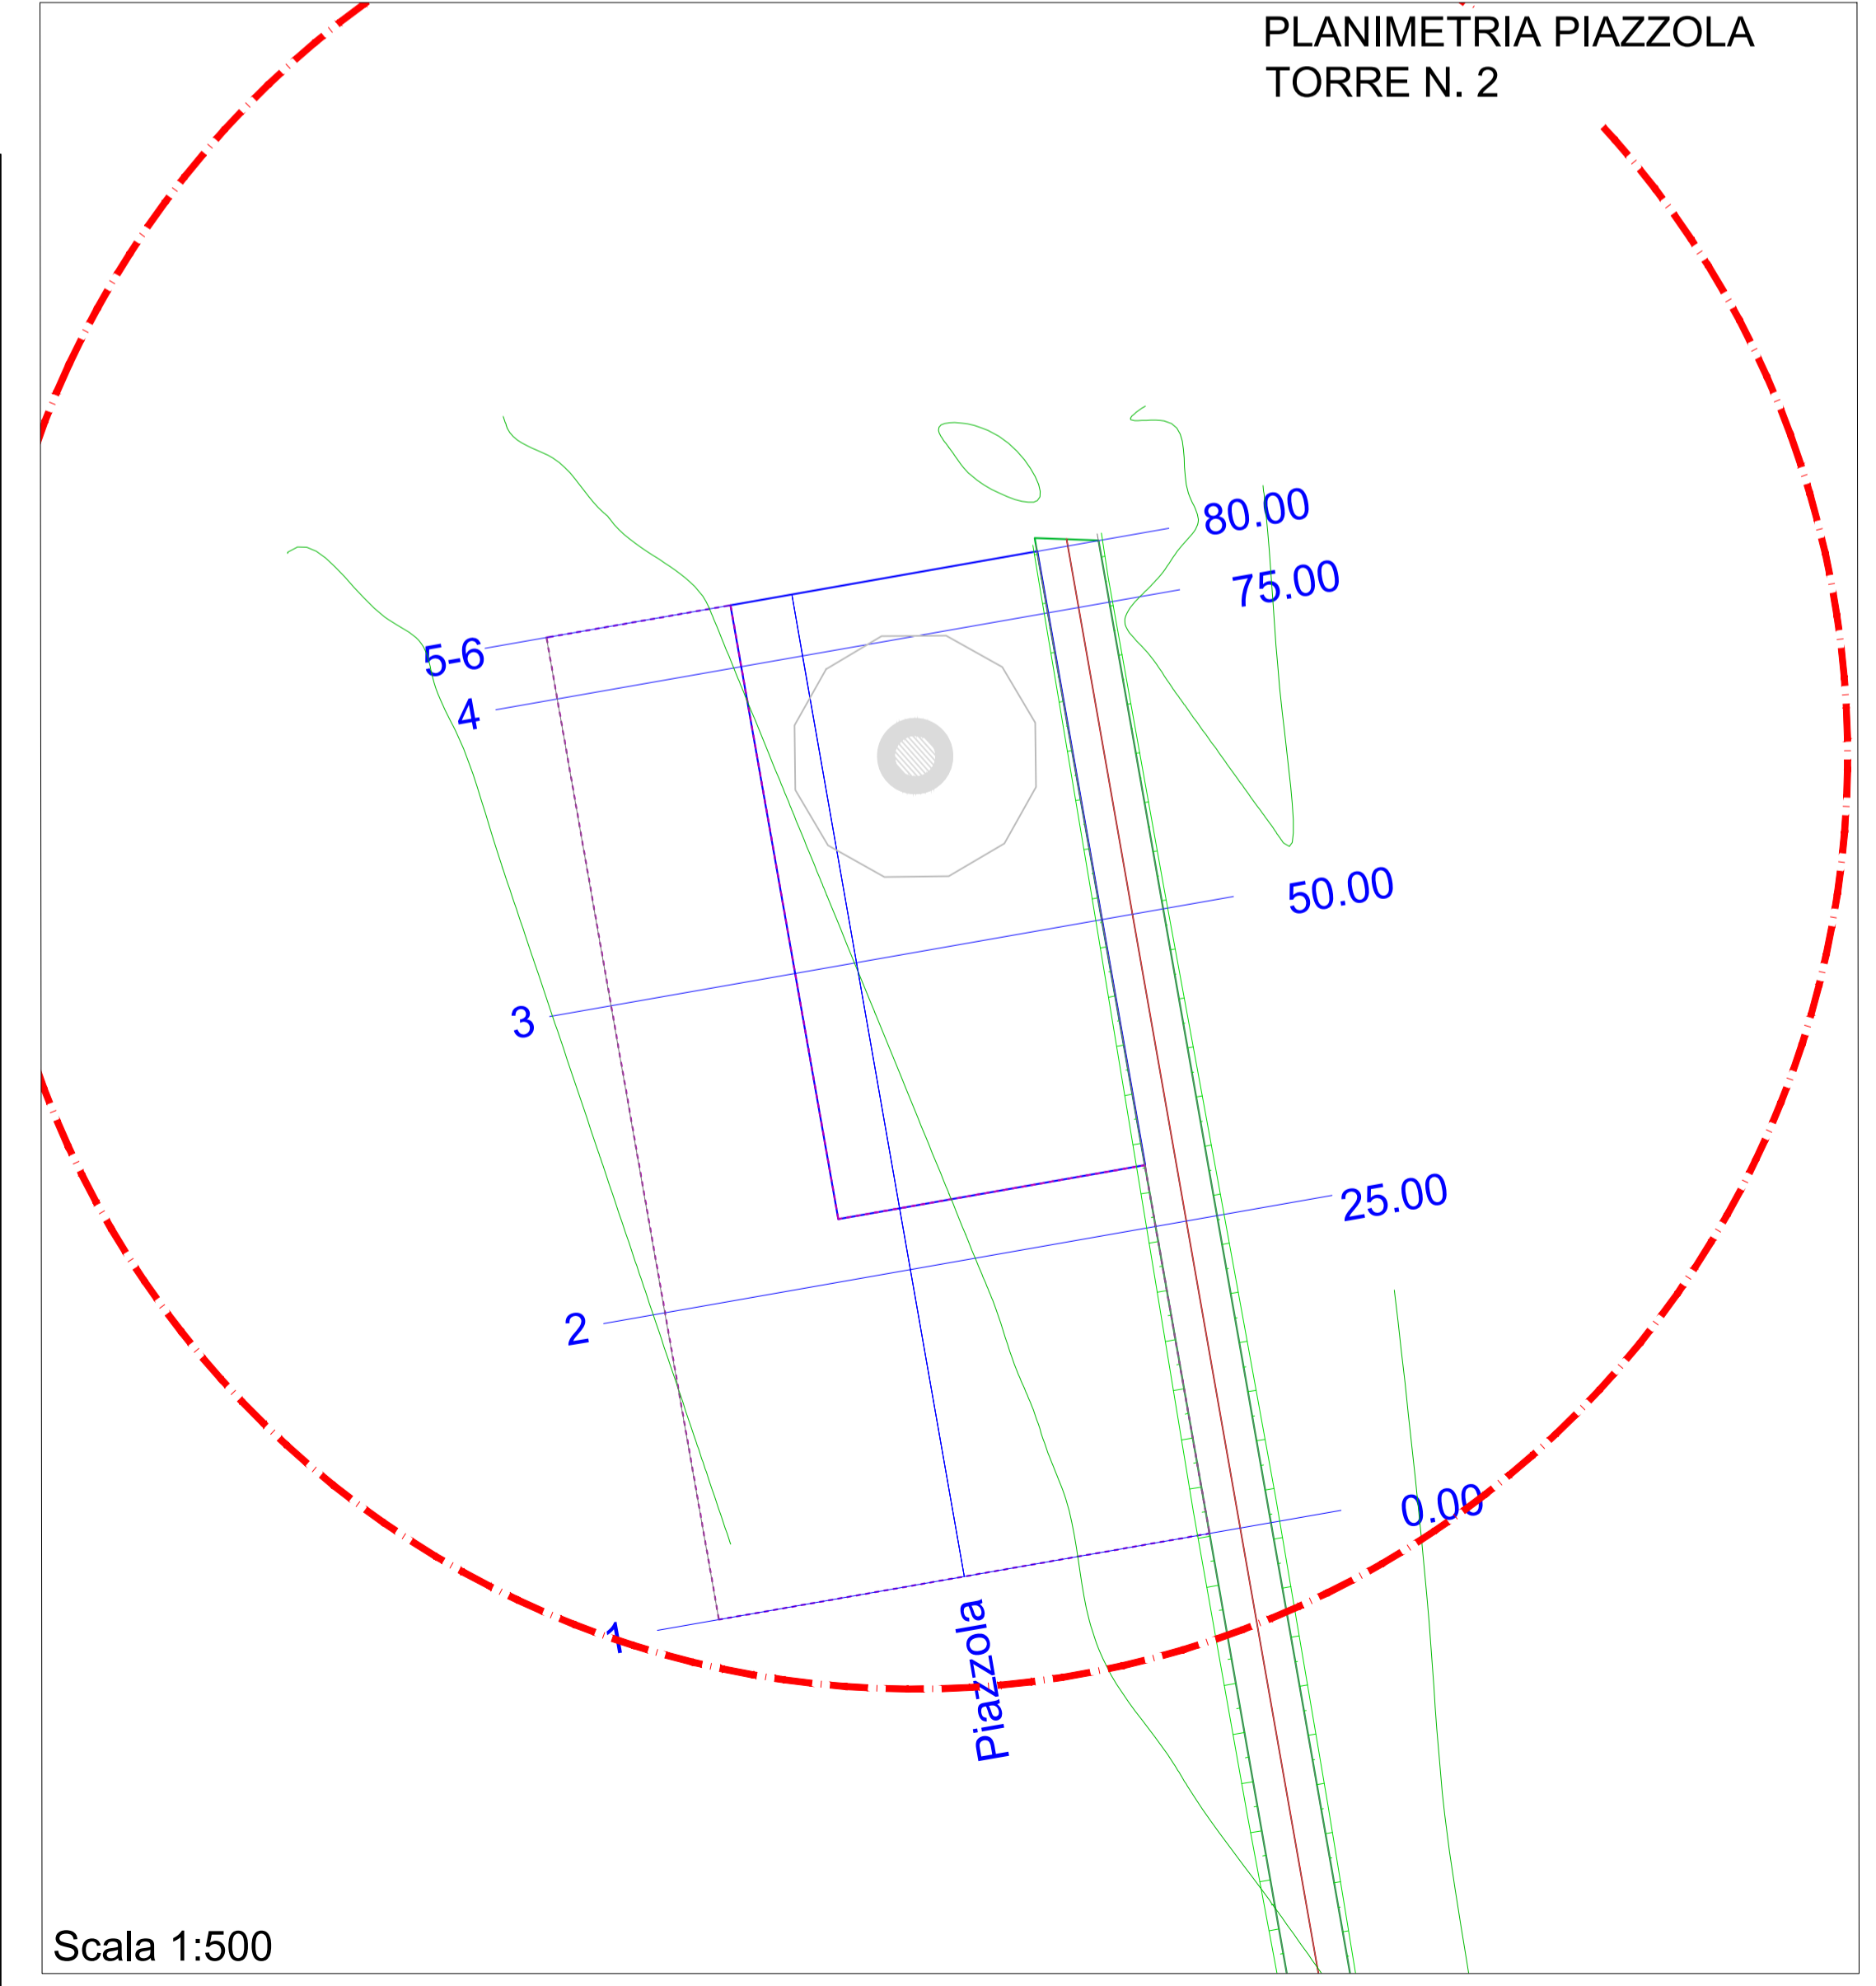 PLANIMETRIA PIAZZOLA
TORRE N. 2
80.00
75.00
5-6
4
50.00
3
25.00
2
0.00
1
Piazzola
Scala 1:500